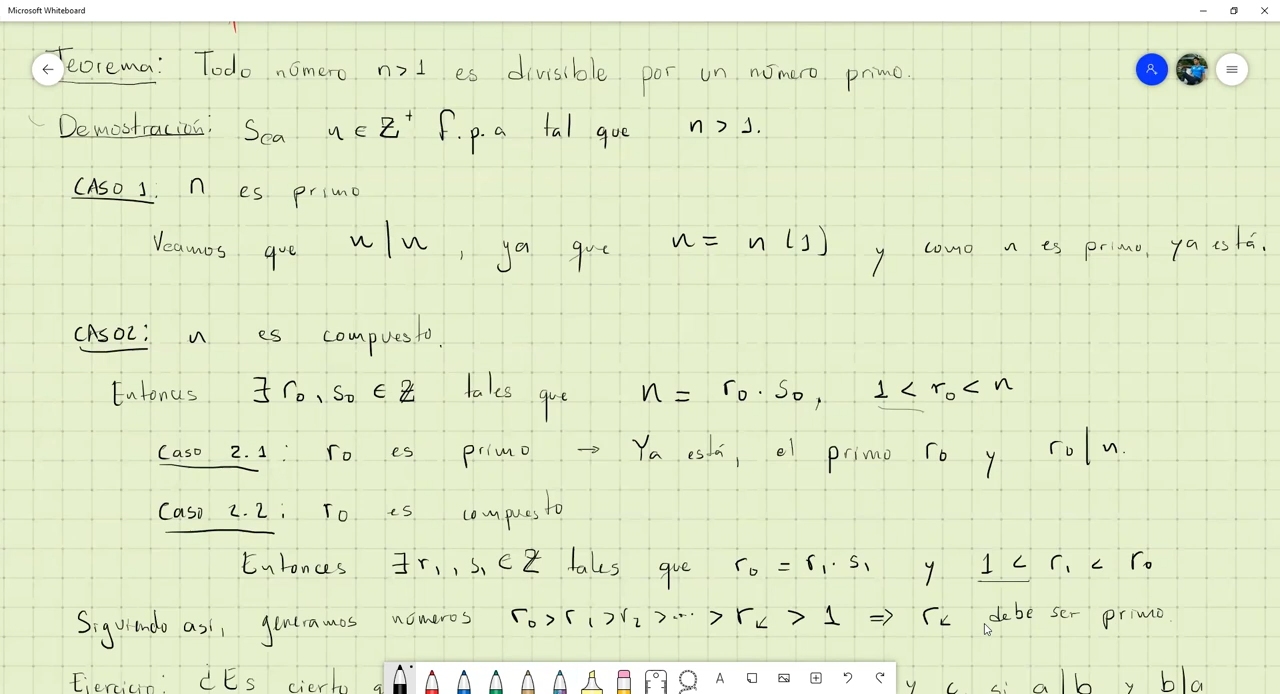 Microsoft Whiteboard
Teorema: Todo número n > 1 es divisible por un número primo.
Demostración: Sea n ∈ ℤ⁺ f.p.a tal que n > 1.
CASO 1: n es primo
Veamos que n | n , ya que n = n (1) y como n es primo, ya está.
CASO2: n es compuesto.
Entonces ∃ r₀, s₀ ∈ ℤ tales que n = r₀ · s₀, 1 < r₀ < n
Caso 2.1 : r₀ es primo → Ya está, el primo r₀ y r₀ | n.
Caso 2.2 : r₀ es compuesto
Entonces ∃ r₁, s₁ ∈ ℤ tales que r₀ = r₁ · s₁ y 1 < r₁ < r₀
Siguiendo así, generamos números r₀ > r₁ > r₂ > ... > rₖ > 1 ⇒ rₖ debe ser primo.
Ejercicio: ¿Es cierto y c si a|b y b|a